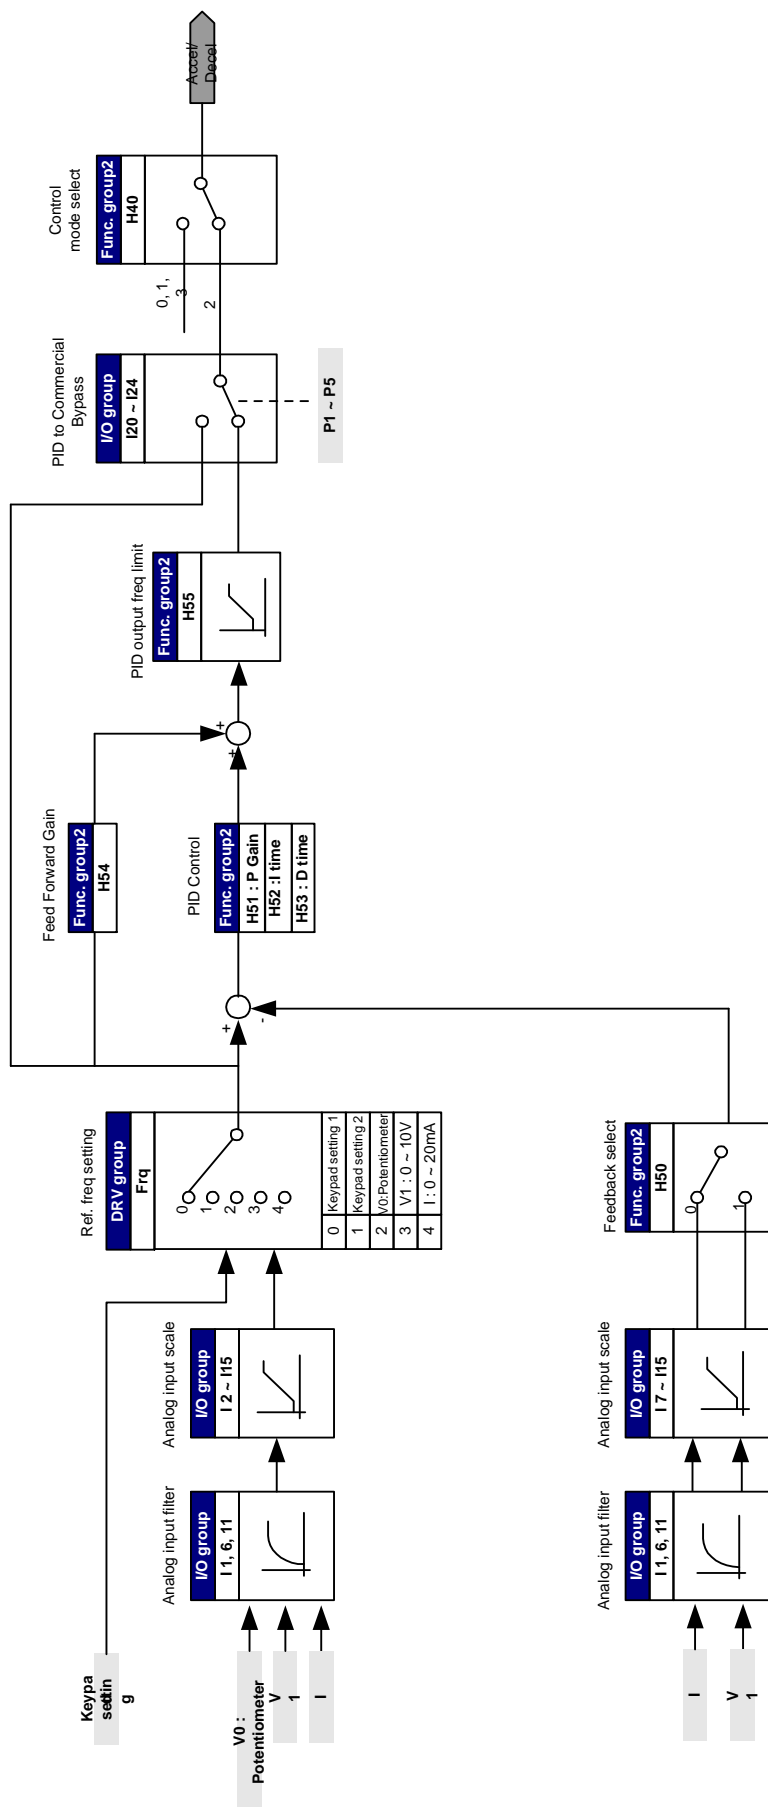 Keypa
settin
g
V0 :
Potentiometer
V
1
I
Analog input filter
I/O group
I 1, 6, 11
Analog input scale
I/O group
I 2 ~ I15
Ref. freq setting
DRV group
Frq
0
1
2
3
4
0 Keypad setting 1
1 Keypad setting 2
2 V0:Potentiometer
3 V1 : 0 ~ 10V
4 I : 0 ~ 20mA
+
-
Feed Forward Gain
Func. group2
H54
PID Control
Func. group2
H51 : P Gain
H52 :I time
H53 : D time
+
+
PID output freq limit
Func. group2
H55
PID to Commercial
Bypass
I/O group
I20 ~ I24
P1 ~ P5
Control
mode select
Func. group2
H40
0, 1,
3
2
Accel/
Decel
I
V
1
Analog input filter
I/O group
I 1, 6, 11
Analog input scale
I/O group
I 7 ~ I15
Feedback select
Func. group2
H50
0
1